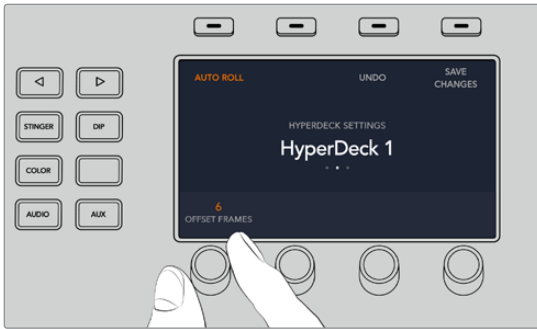 AUTO ROLL
UNDO
SAVE
CHANGES
HYPERDECK SETTINGS
HyperDeck 1
6
OFFSET FRAMES
STINGER
DIP
COLOR
AUDIO
AUX